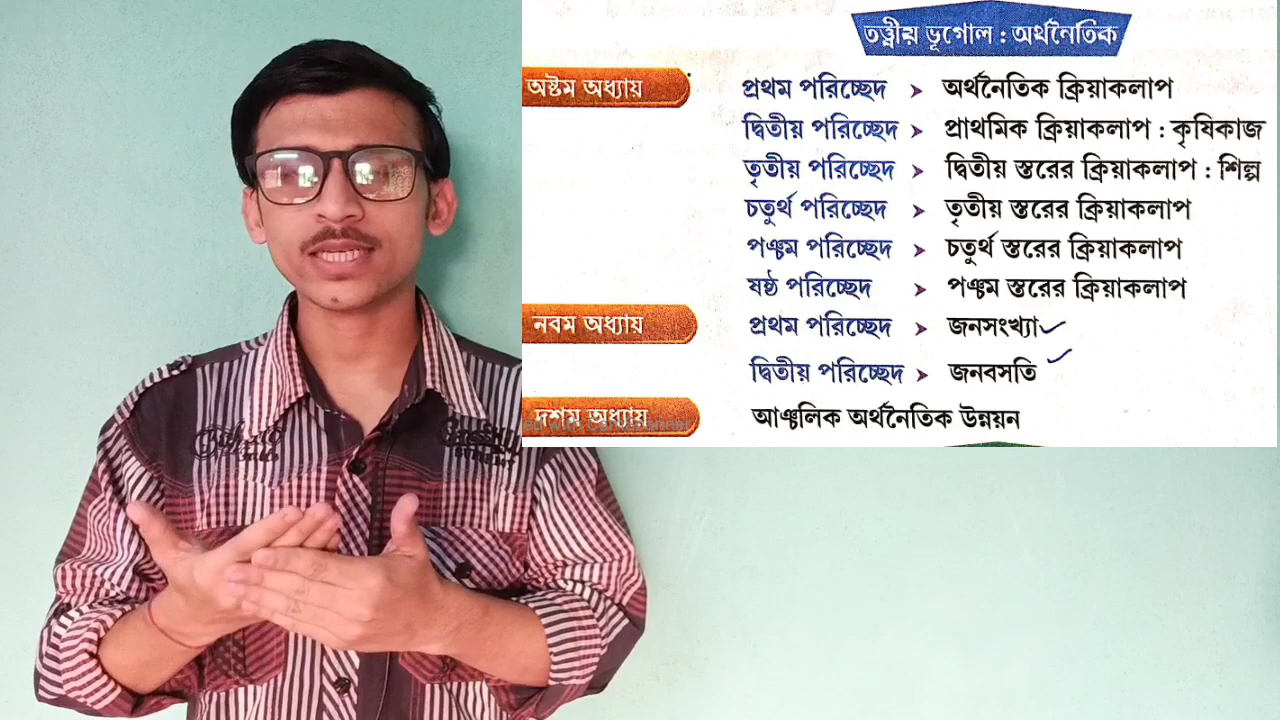 তত্ত্বীয় ভূগোল : অর্থনৈতিক
অষ্টম অধ্যায় প্রথম পরিচ্ছেদ ➤ অর্থনৈতিক ক্রিয়াকলাপ
দ্বিতীয় পরিচ্ছেদ ➤ প্রাথমিক ক্রিয়াকলাপ : কৃষিকাজ
তৃতীয় পরিচ্ছেদ ➤ দ্বিতীয় স্তরের ক্রিয়াকলাপ : শিল্প
চতুর্থ পরিচ্ছেদ ➤ তৃতীয় স্তরের ক্রিয়াকলাপ
পঞ্চম পরিচ্ছেদ ➤ চতুর্থ স্তরের ক্রিয়াকলাপ
ষষ্ঠ পরিচ্ছেদ ➤ পঞ্চম স্তরের ক্রিয়াকলাপ
নবম অধ্যায় প্রথম পরিচ্ছেদ ➤ জনসংখ্যা
দ্বিতীয় পরিচ্ছেদ ➤ জনবসতি
দশম অধ্যায় আঞ্চলিক অর্থনৈতিক উন্নয়ন